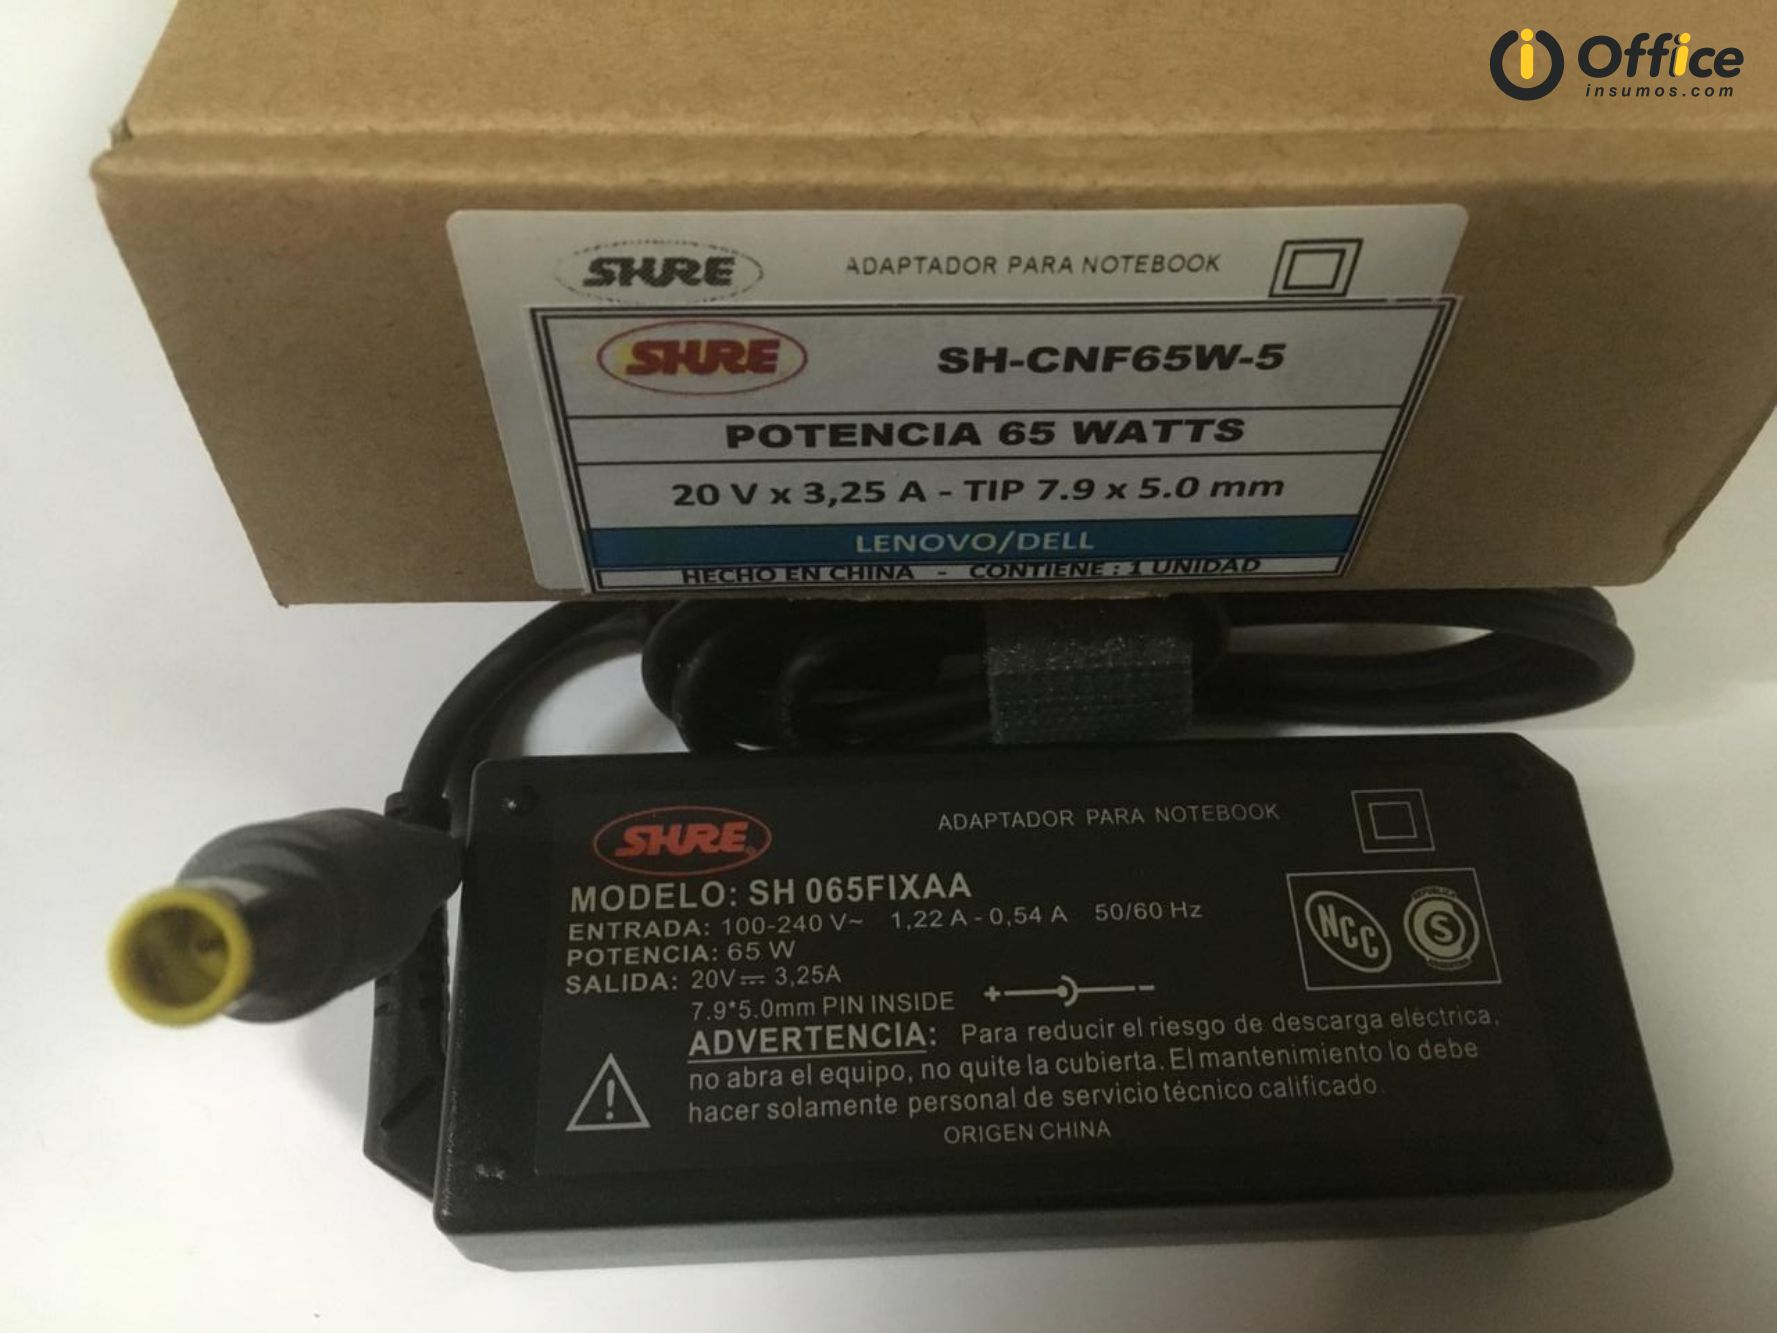 Office
insumos.com
SHURE ADAPTADOR PARA NOTEBOOK
SHURE SH-CNF65W-5
POTENCIA 65 WATTS
20 V x 3,25 A - TIP 7.9 x 5.0 mm
LENOVO/DELL
HECHO EN CHINA - CONTIENE : 1 UNIDAD
SHURE ADAPTADOR PARA NOTEBOOK
MODELO: SH 065FIXAA
ENTRADA: 100-240 V~ 1,22 A - 0,54 A 50/60 Hz
POTENCIA: 65 W
SALIDA: 20V⎓ 3,25A
7.9*5.0mm PIN INSIDE + -
NCC S
ADVERTENCIA: Para reducir el riesgo de descarga eléctrica,
no abra el equipo, no quite la cubierta. El mantenimiento lo debe
hacer solamente personal de servicio técnico calificado.
ORIGEN CHINA